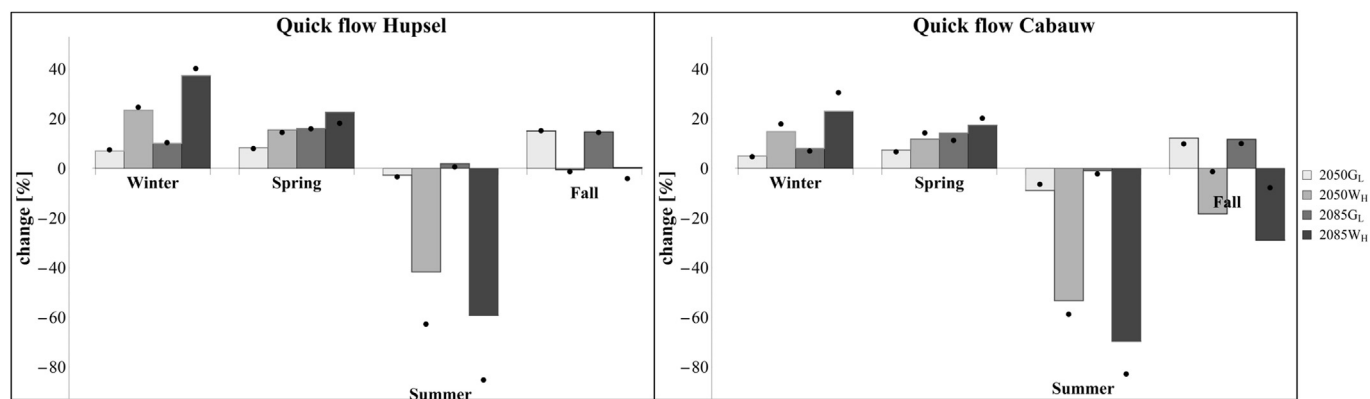 Quick flow Hupsel
change [%]
40
20
0
−20
−40
−60
−80
Winter
Spring
Summer
Fall
Quick flow Cabauw
change [%]
40
20
0
−20
−40
−60
−80
Winter
Spring
Summer
Fall
2050GL
2050WH
2085GL
2085WH